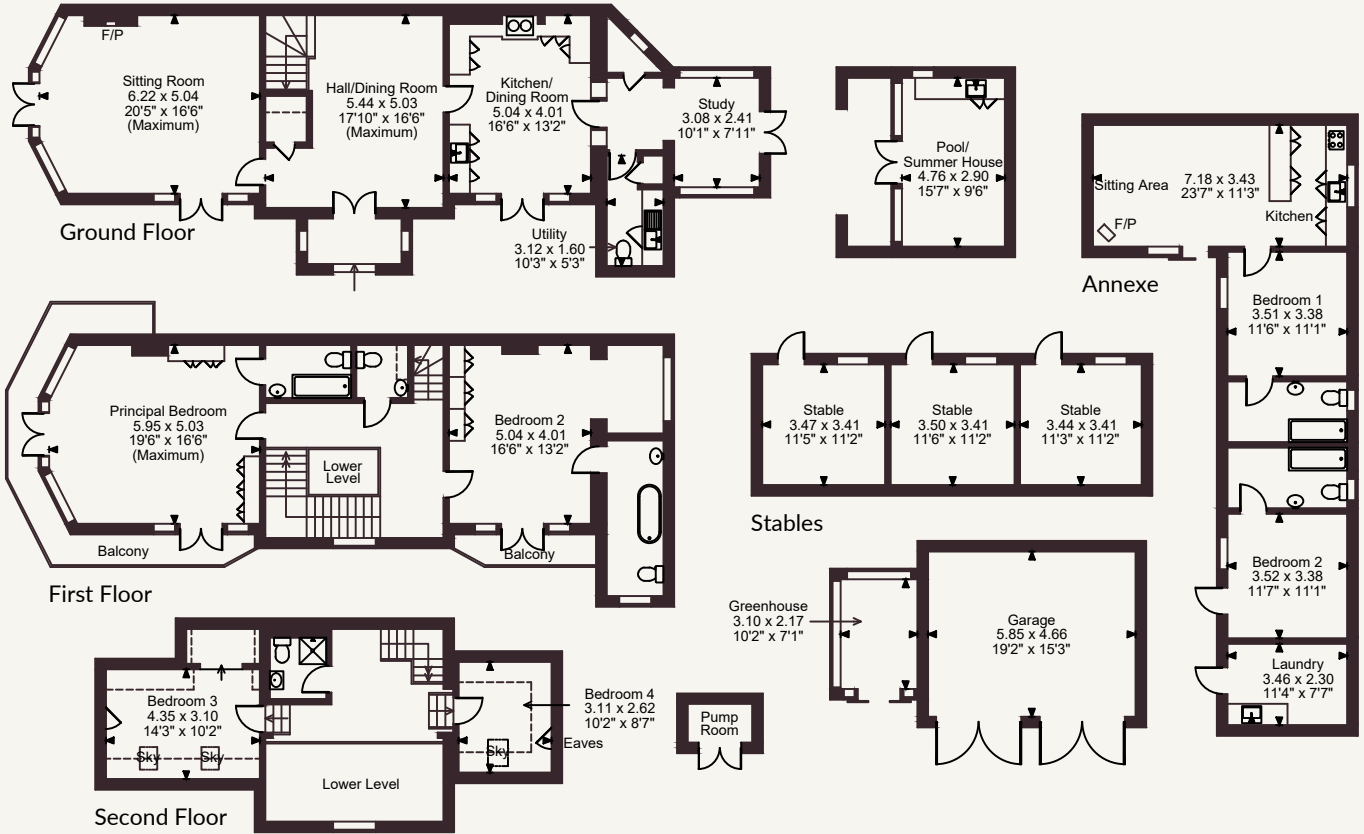 F/P
Sitting Room
6.22 x 5.04
20'5" x 16'6"
(Maximum)
Hall/Dining Room
5.44 x 5.03
17'10" x 16'6"
(Maximum)
Kitchen/
Dining Room
5.04 x 4.01
16'6" x 13'2"
Study
3.08 x 2.41
10'1" x 7'11"
Utility
3.12 x 1.60
10'3" x 5'3"
Ground Floor
Pool/
Summer House
4.76 x 2.90
15'7" x 9'6"
Sitting Area
7.18 x 3.43
23'7" x 11'3"
Kitchen
F/P
Annexe
Bedroom 1
3.51 x 3.38
11'6" x 11'1"
Bedroom 2
3.52 x 3.38
11'7" x 11'1"
Laundry
3.46 x 2.30
11'4" x 7'7"
Principal Bedroom
5.95 x 5.03
19'6" x 16'6"
(Maximum)
Lower
Level
Bedroom 2
5.04 x 4.01
16'6" x 13'2"
Balcony
Balcony
First Floor
Stable
3.47 x 3.41
11'5" x 11'2"
Stable
3.50 x 3.41
11'6" x 11'2"
Stable
3.44 x 3.41
11'3" x 11'2"
Stables
Greenhouse
3.10 x 2.17
10'2" x 7'1"
Garage
5.85 x 4.66
19'2" x 15'3"
Bedroom 3
4.35 x 3.10
14'3" x 10'2"
Sky
Sky
Bedroom 4
3.11 x 2.62
10'2" x 8'7"
Sky
Eaves
Lower Level
Second Floor
Pump
Room